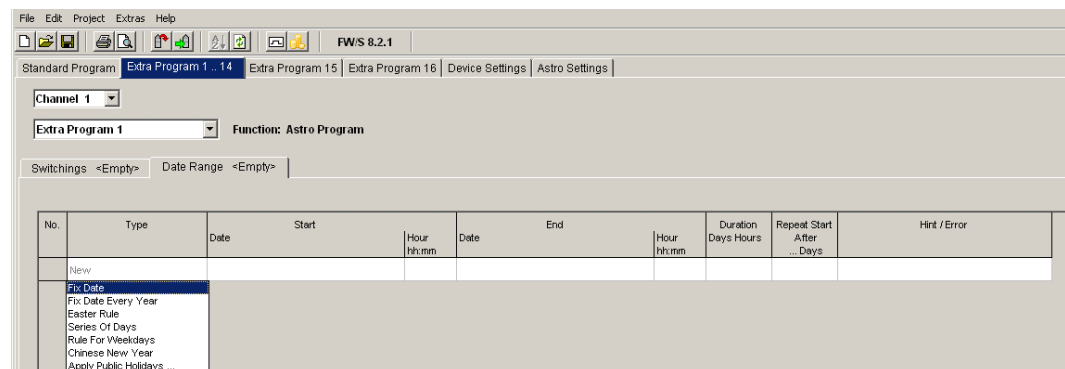 File Edit Project Extras Help
FW/S 8.2.1
Standard Program Extra Program 1 .. 14 Extra Program 15 Extra Program 16 Device Settings Astro Settings
Channel 1
Extra Program 1 Function: Astro Program
Switchings <Empty> Date Range <Empty>
No. Type Start End Duration Repeat Start Hint / Error
Date Hour Date Hour Days Hours After
hh:mm hh:mm ... Days
New
Fix Date
Fix Date Every Year
Easter Rule
Series Of Days
Rule For Weekdays
Chinese New Year
Apply Public Holidays ...